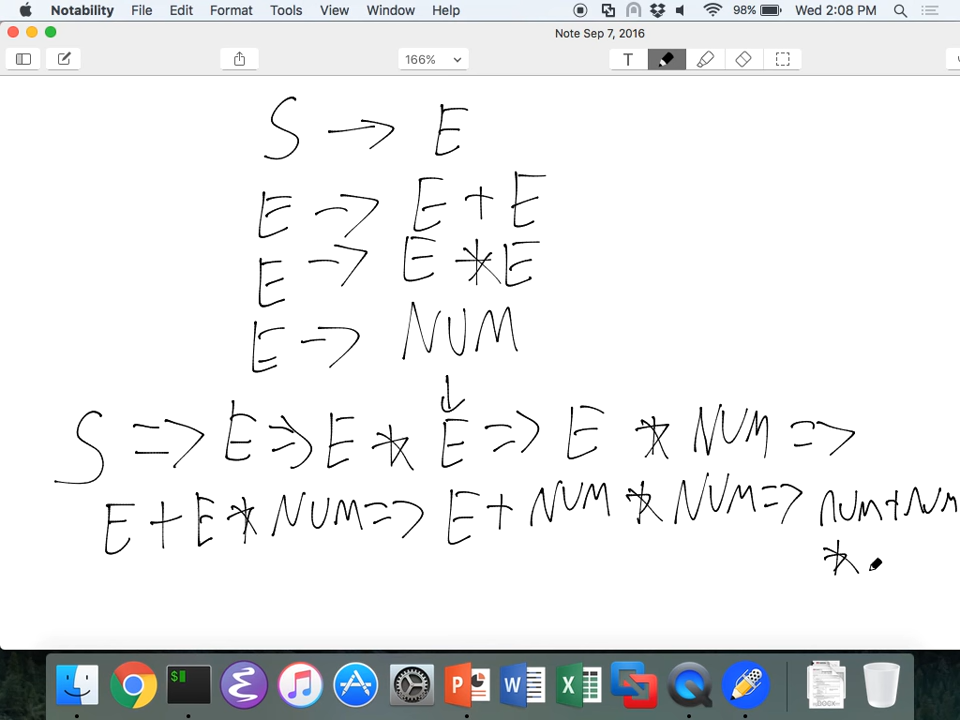 Notability File Edit Format Tools View Window Help 98% Wed 2:08 PM
Note Sep 7, 2016
166% T
S → E
E → E + E
E → E * E
E → NUM
↓
S => E => E * E => E * NUM =>
E + E * NUM => E + NUM * NUM => NUM + NUM
*
$ P W X
DOCX